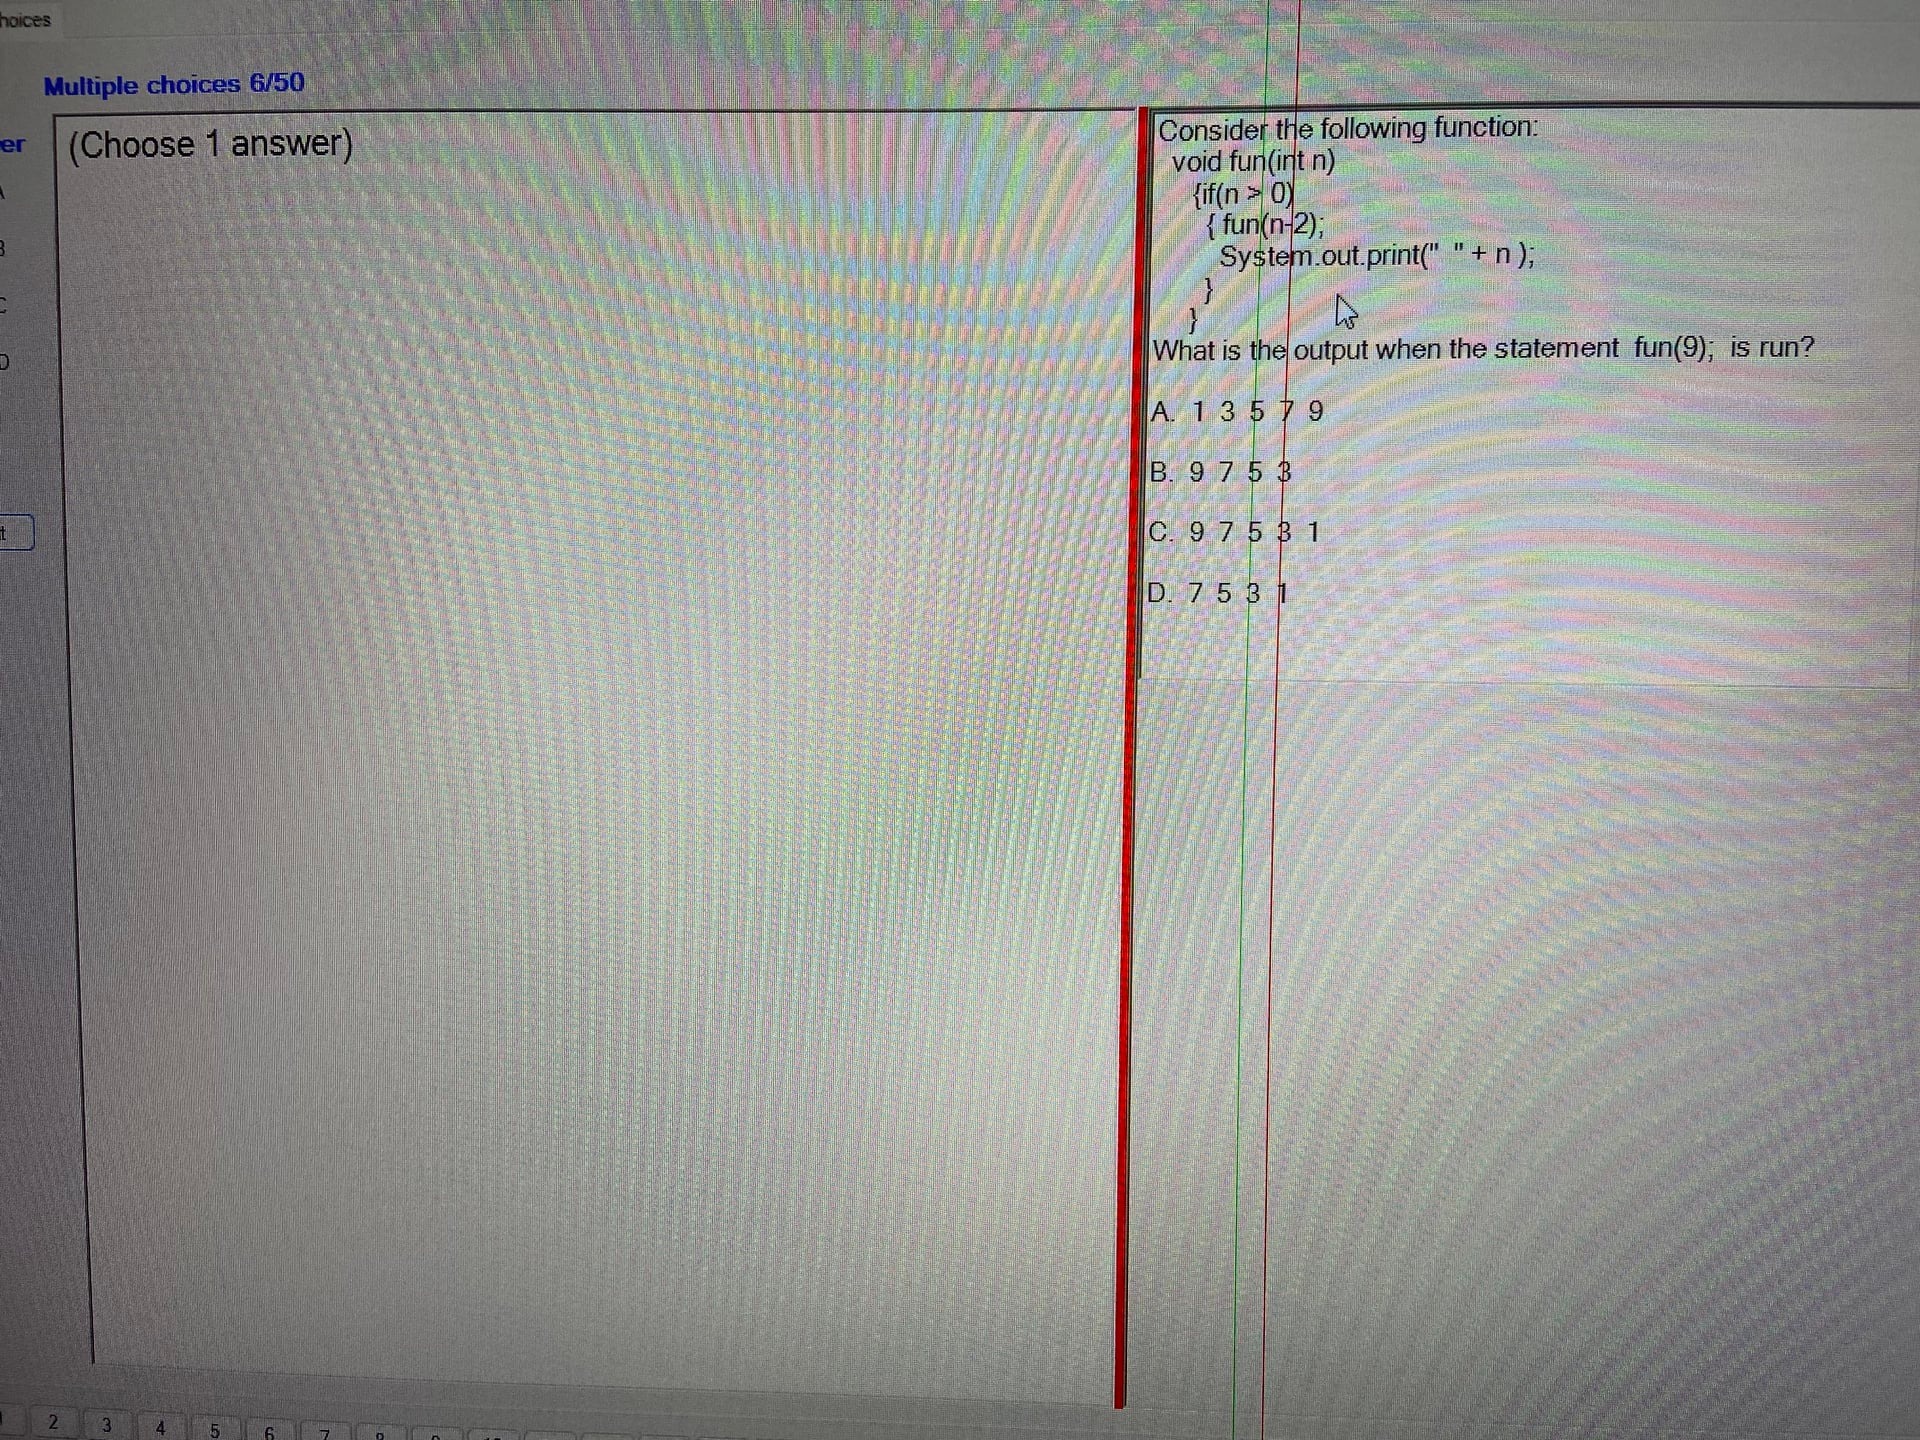 Multiple choices 6/50
(Choose 1 answer)
Consider the following function:
void fun(int n)
{if(n > 0)
{ fun(n-2);
System.out.print(" " + n );
}
}
What is the output when the statement fun(9); is run?
A. 1 3 5 7 9
B. 9 7 5 3
C. 9 7 5 3 1
D. 7 5 3 1
2 3 4 5 6 7